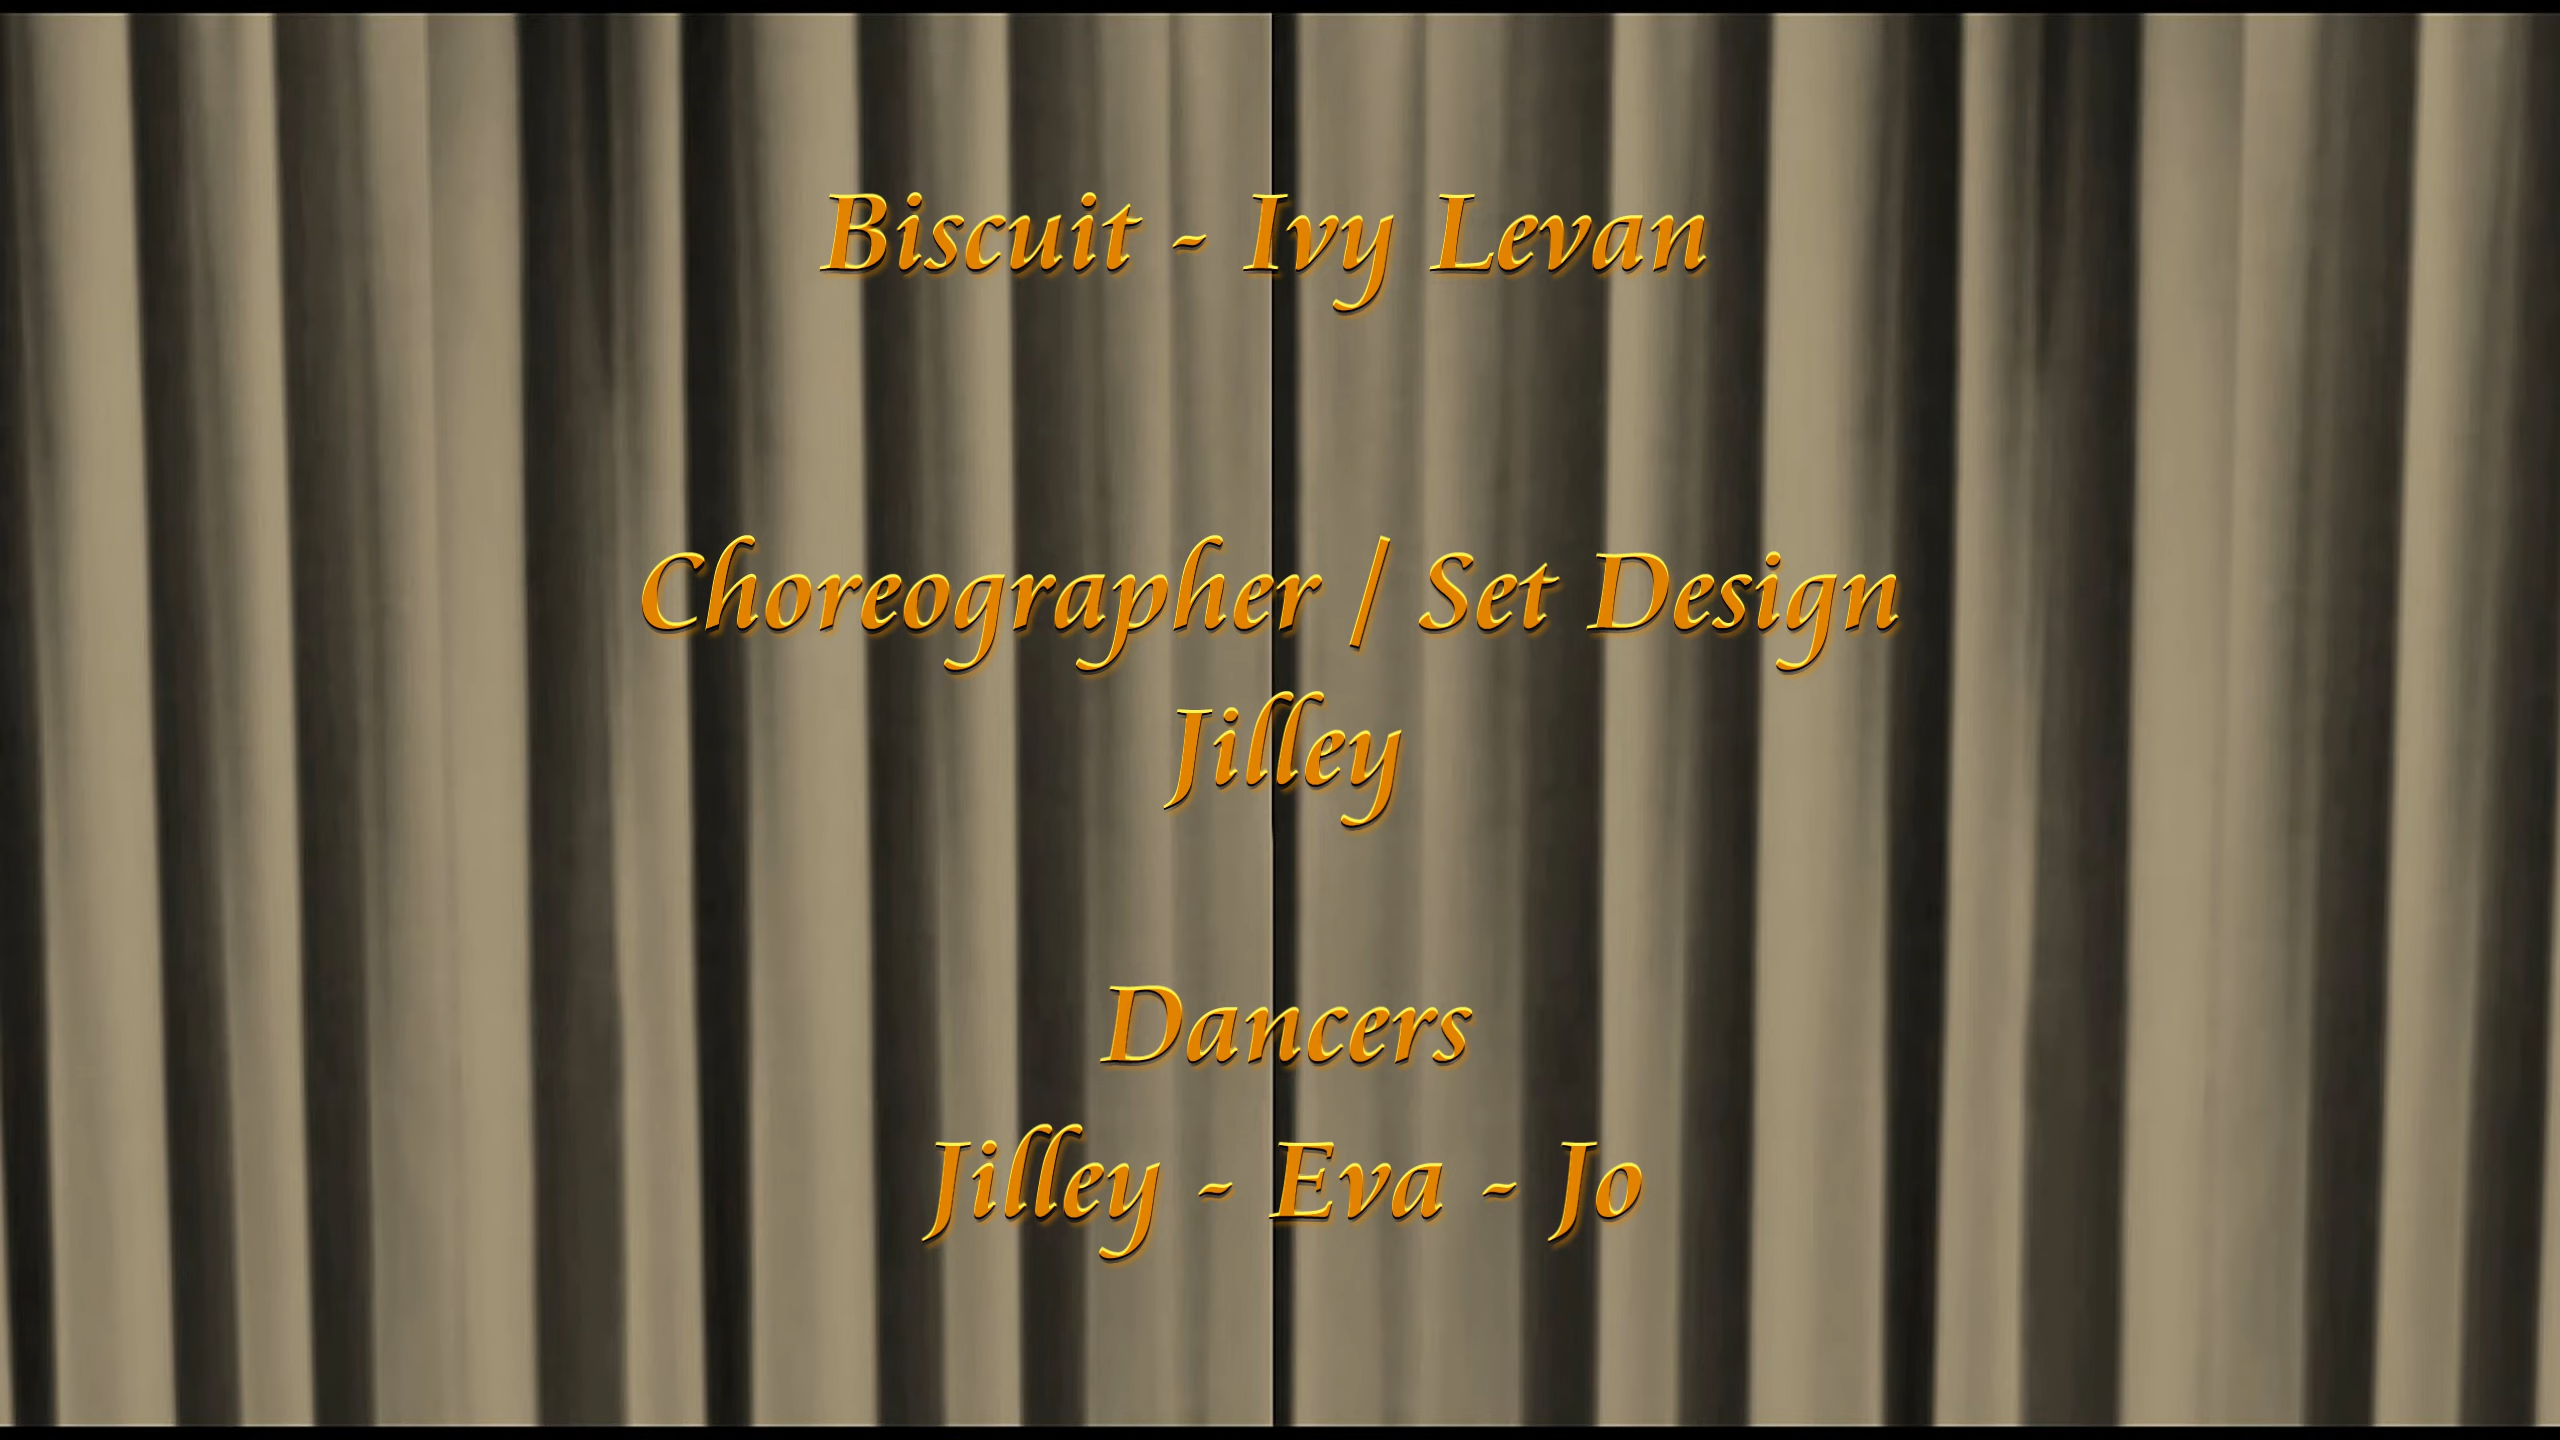 Biscuit - Ivy Levan
Choreographer / Set Design
Jilley
Dancers
Jilley - Eva - Jo